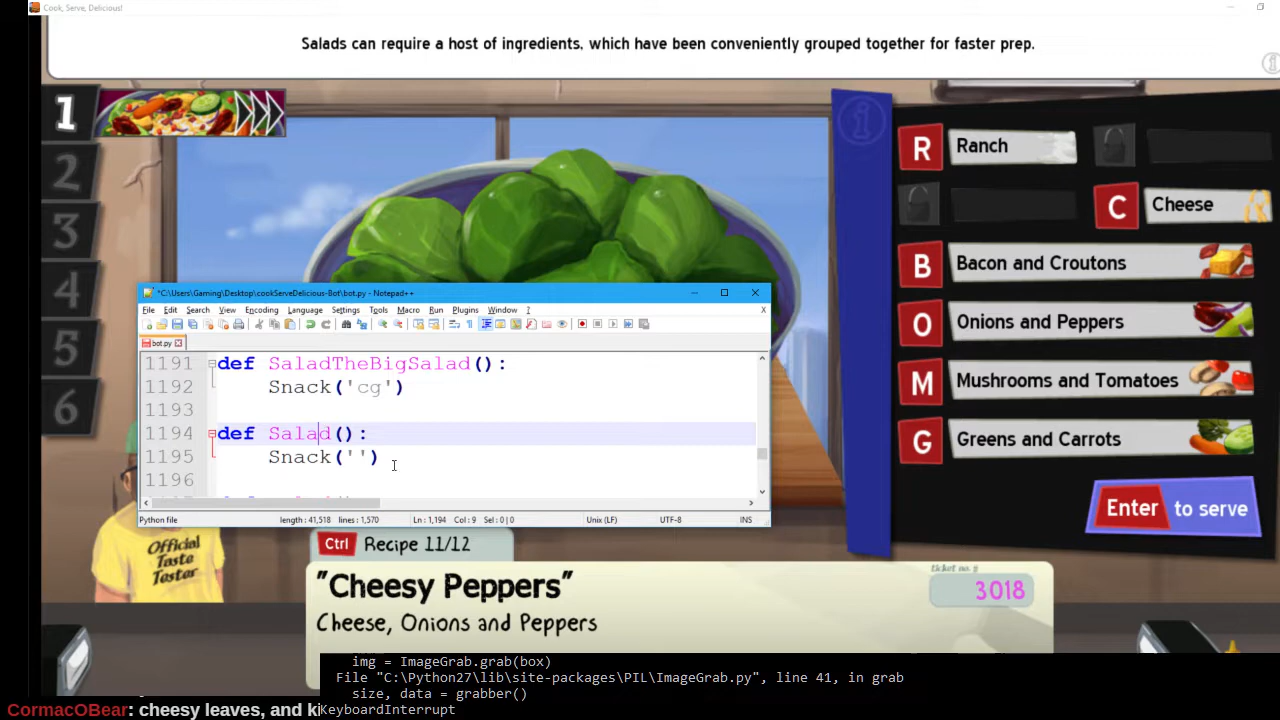 Cook, Serve, Delicious!
Salads can require a host of ingredients, which have been conveniently grouped together for faster prep.
1
2
3
4
5
6
R Ranch
C Cheese
B Bacon and Croutons
O Onions and Peppers
M Mushrooms and Tomatoes
G Greens and Carrots
Enter to serve
*C:\Users\Gaming\Desktop\cookServeDelicious-Bot\bot.py - Notepad++
File Edit Search View Encoding Language Settings Tools Macro Run Plugins Window ? X
bot.py
1191 def SaladTheBigSalad():
1192 Snack('cg')
1193
1194 def Salad():
1195 Snack('')
1196
Python file length : 41,518 lines : 1,570 Ln : 1,194 Col : 9 Sel : 0 | 0 Unix (LF) UTF-8 INS
Official
Taste
Tester
Ctrl Recipe 11/12
"Cheesy Peppers"
Cheese, Onions and Peppers
ticket no.
3018
img = ImageGrab.grab(box)
File "C:\Python27\lib\site-packages\PIL\ImageGrab.py", line 41, in grab
size, data = grabber()
KeyboardInterrupt
CormacOBear: cheesy leaves, and ki